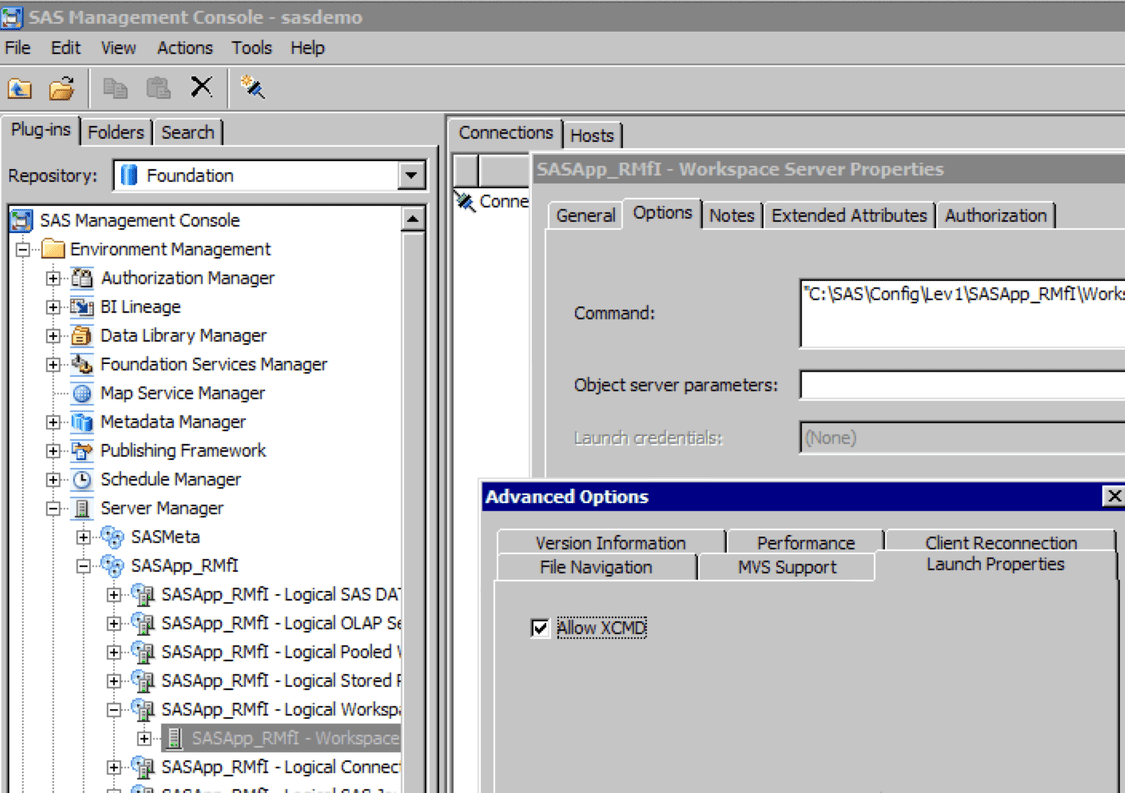 SAS Management Console - sasdemo
File Edit View Actions Tools Help
Plug-ins Folders Search
Repository: Foundation
SAS Management Console
Environment Management
Authorization Manager
BI Lineage
Data Library Manager
Foundation Services Manager
Map Service Manager
Metadata Manager
Publishing Framework
Schedule Manager
Server Manager
SASMeta
SASApp_RMfI
SASApp_RMfI - Logical SAS DA
SASApp_RMfI - Logical OLAP Se
SASApp_RMfI - Logical Pooled
SASApp_RMfI - Logical Stored
SASApp_RMfI - Logical Workspa
SASApp_RMfI - Workspace
SASApp_RMfI - Logical Connec
SASApp_RMfI - Logical SAS
Connections Hosts
Conne
SASApp_RMfI - Workspace Server Properties
General Options Notes Extended Attributes Authorization
Command: "C:\SAS\Config\Lev1\SASApp_RMfI\Works
Object server parameters:
Launch credentials: (None)
Advanced Options
Version Information Performance Client Reconnection
File Navigation MVS Support Launch Properties
Allow XCMD